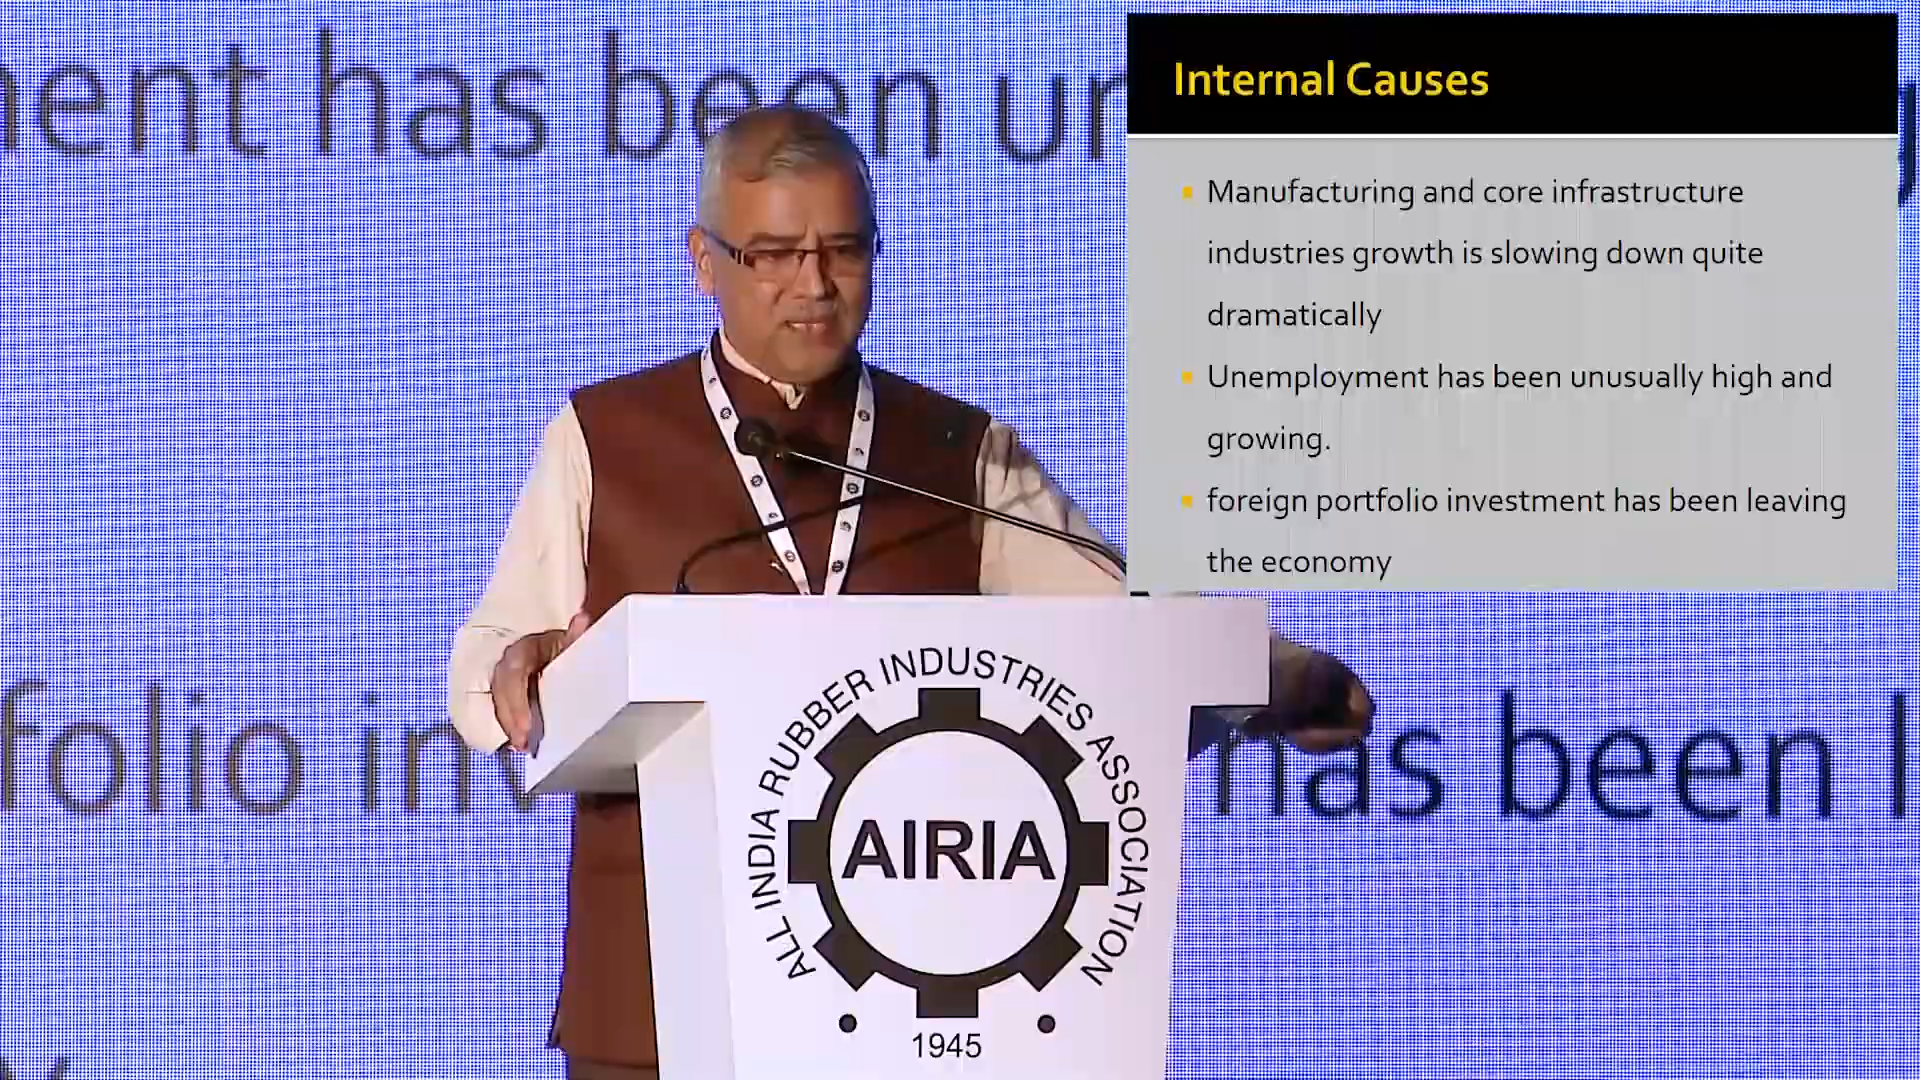 ment has been un
Internal Causes
Manufacturing and core infrastructure
industries growth is slowing down quite
dramatically
Unemployment has been unusually high and
growing.
foreign portfolio investment has been leaving
the economy
folio inv has been l
ALL INDIA RUBBER INDUSTRIES ASSOCIATION
AIRIA
1945